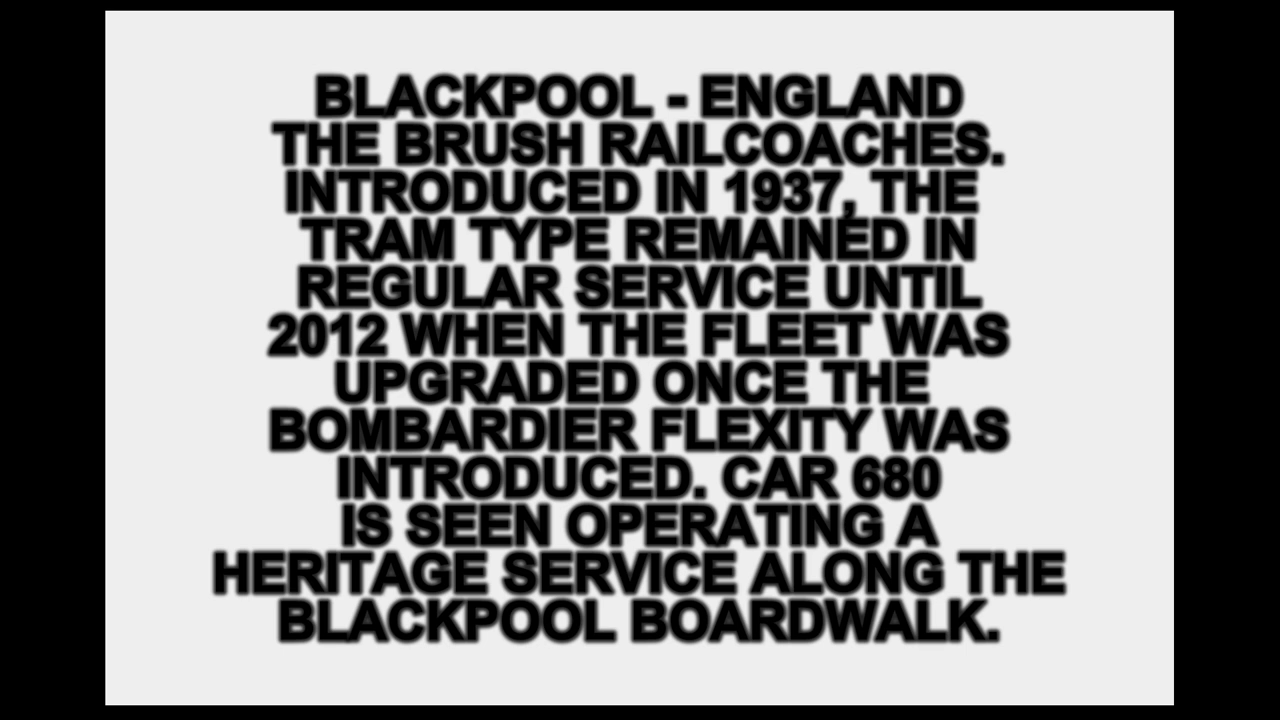 BLACKPOOL - ENGLAND
THE BRUSH RAILCOACHES.
INTRODUCED IN 1937, THE
TRAM TYPE REMAINED IN
REGULAR SERVICE UNTIL
2012 WHEN THE FLEET WAS
UPGRADED ONCE THE
BOMBARDIER FLEXITY WAS
INTRODUCED. CAR 680
IS SEEN OPERATING A
HERITAGE SERVICE ALONG THE
BLACKPOOL BOARDWALK.